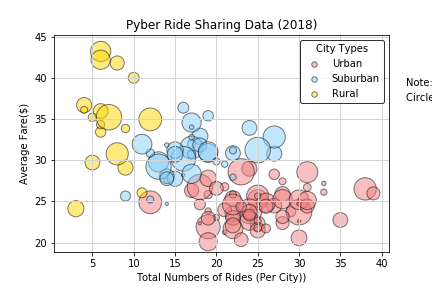 Pyber Ride Sharing Data (2018)
45
40
35
30
25
20
Average Fare($)
5
10
15
20
25
30
35
40
Total Numbers of Rides (Per City))
City Types
Urban
Suburban
Rural
Note:
Circle